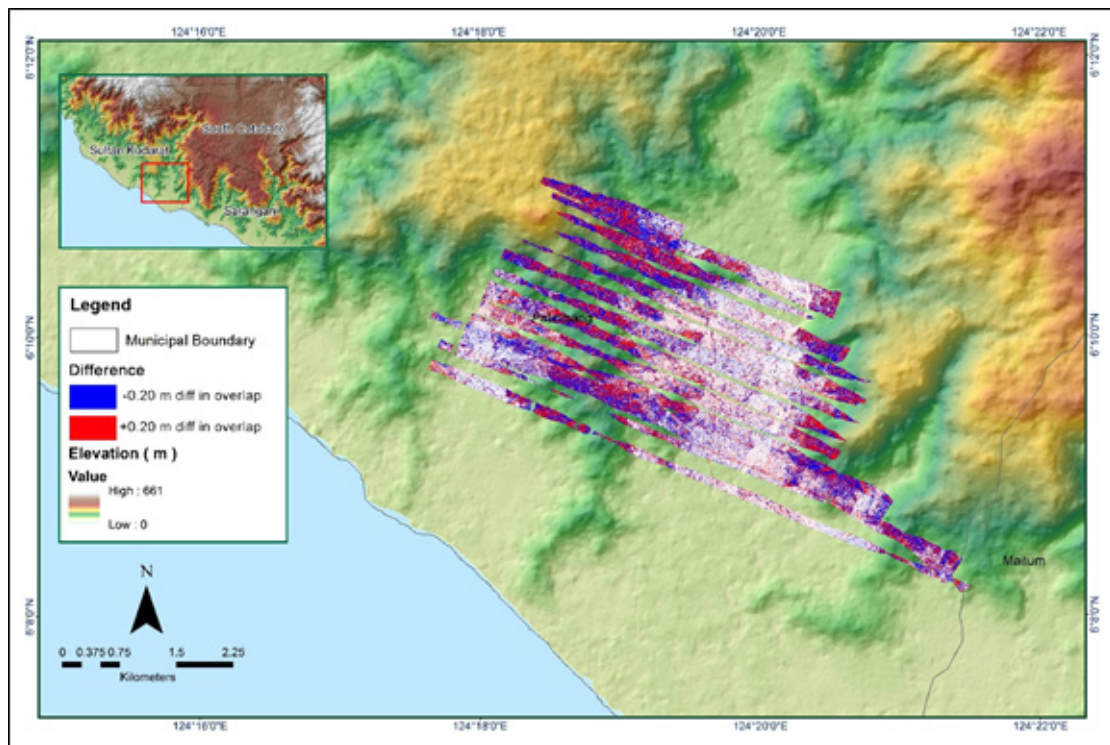 124°16'0"E 124°18'0"E 124°20'0"E 124°22'0"E
6°12'0"N 6°12'0"N
South Cotabato
Sultan Kudarat
Sarangani
Legend
Municipal Boundary
Difference
-0.20 m diff in overlap
+0.20 m diff in overlap
Elevation ( m )
Value
High : 661
Low : 0
6°10'0"N 6°10'0"N
Maitum
N
6°8'0"N 6°8'0"N
0 0.375 0.75 1.5 2.25
Kilometers
124°16'0"E 124°18'0"E 124°20'0"E 124°22'0"E